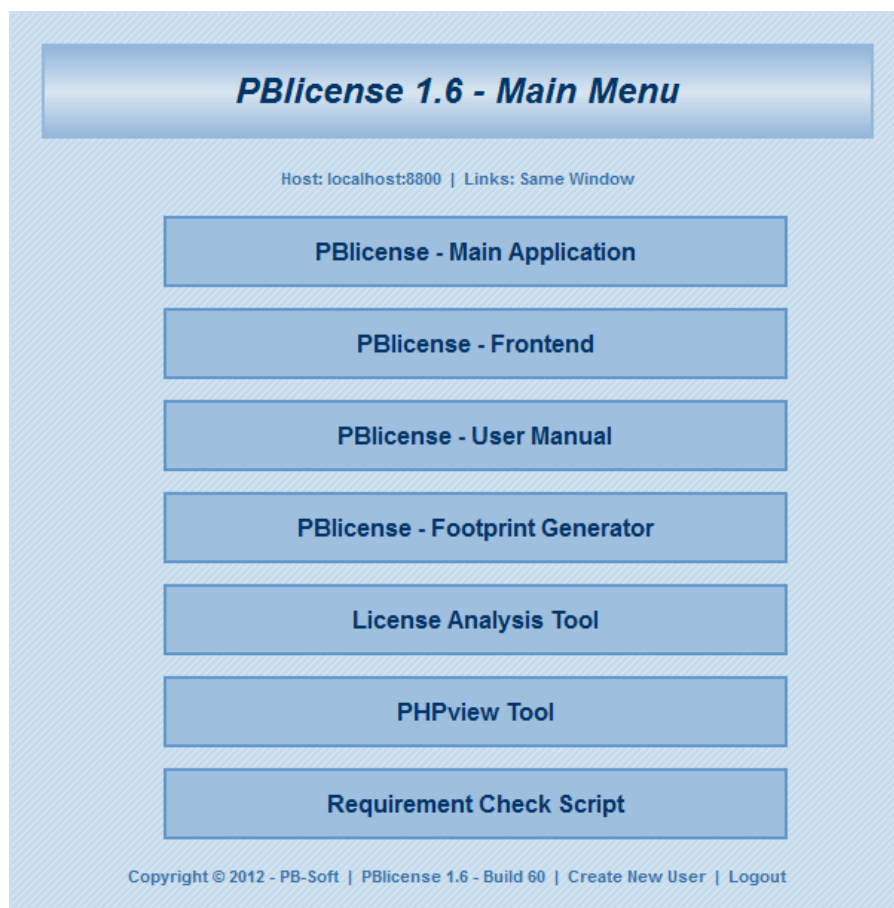 PBlicense 1.6 - Main Menu
Host: localhost:8800 | Links: Same Window
PBlicense - Main Application
PBlicense - Frontend
PBlicense - User Manual
PBlicense - Footprint Generator
License Analysis Tool
PHPview Tool
Requirement Check Script
Copyright © 2012 - PB-Soft | PBlicense 1.6 - Build 60 | Create New User | Logout